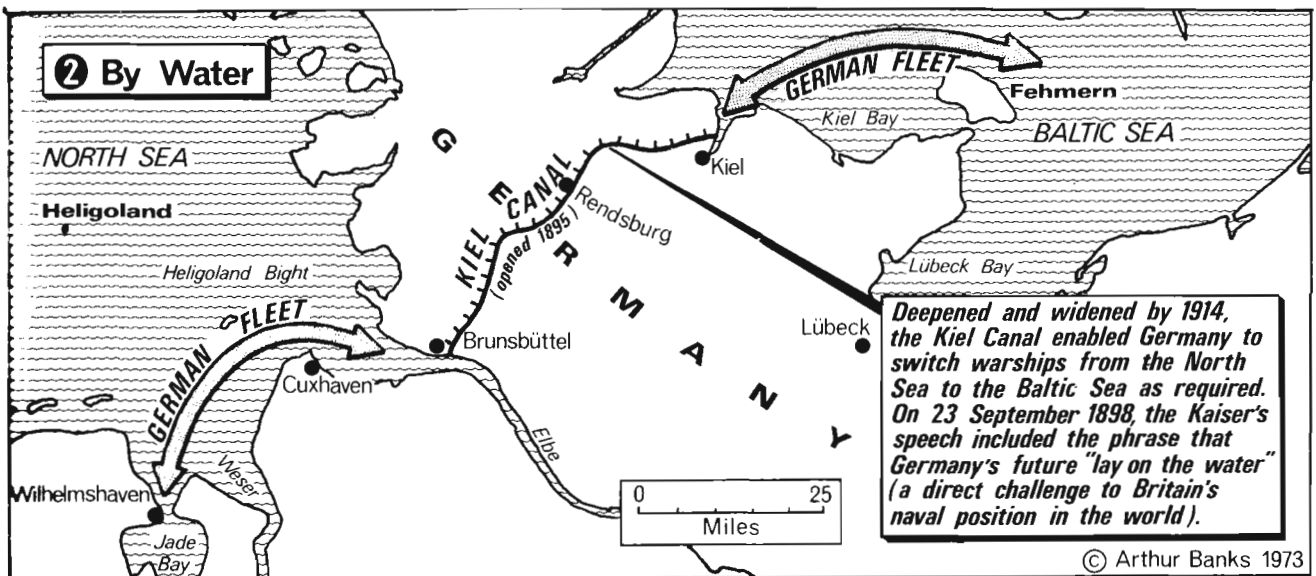 2 By Water
NORTH SEA
Heligoland
Heligoland Bight
GERMAN FLEET
Wilhelmshaven
Jade
Bay
Weser
Cuxhaven
Brunsbüttel
Elbe
KIEL CANAL
(opened 1895)
Rendsburg
GERMANY
Kiel
GERMAN FLEET
Kiel Bay
Fehmern
BALTIC SEA
Lübeck Bay
Lübeck
0 25
Miles
Deepened and widened by 1914,
the Kiel Canal enabled Germany to
switch warships from the North
Sea to the Baltic Sea as required.
On 23 September 1898, the Kaiser's
speech included the phrase that
Germany's future "lay on the water"
(a direct challenge to Britain's
naval position in the world).
© Arthur Banks 1973